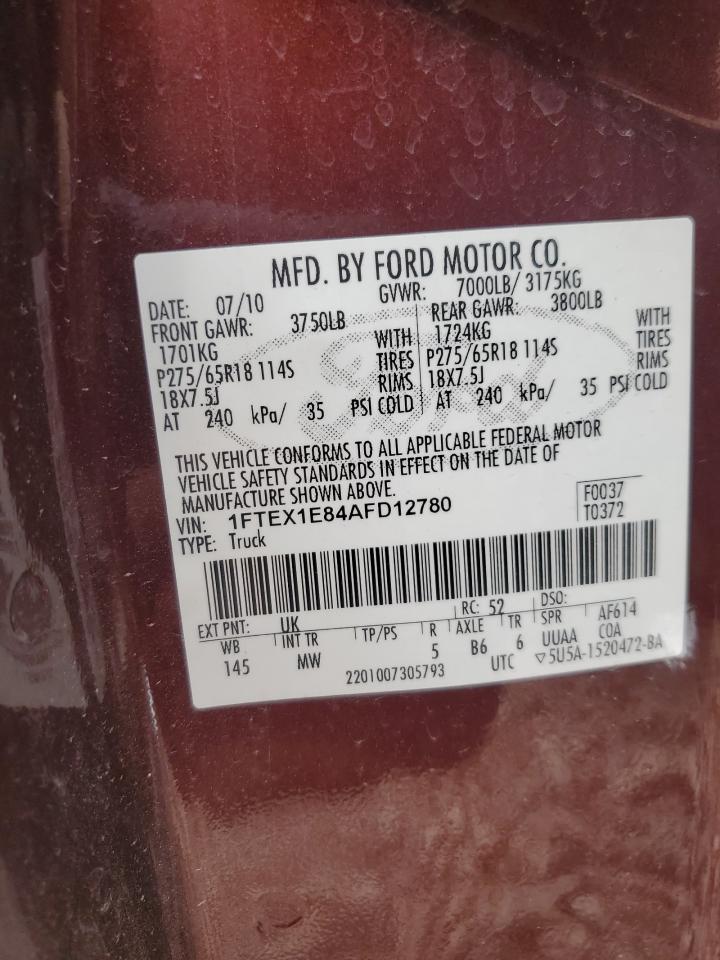 MFD. BY FORD MOTOR CO.
DATE: 07/10 GVWR: 7000LB/ 3175KG
FRONT GAWR: 3750LB REAR GAWR: 3800LB
1701KG WITH 1724KG WITH
P275/65R18 114S TIRES P275/65R18 114S TIRES
18X7.5J RIMS 18X7.5J RIMS
AT 240 kPa/ 35 PSI COLD AT 240 kPa/ 35 PSI COLD
THIS VEHICLE CONFORMS TO ALL APPLICABLE FEDERAL MOTOR
VEHICLE SAFETY STANDARDS IN EFFECT ON THE DATE OF
MANUFACTURE SHOWN ABOVE.
VIN: 1FTEX1E84AFD12780 F0037
TYPE: Truck T0372
EXT PNT: UK RC: 52 DSO: AF614
WB INT TR TP/PS R AXLE TR SPR COA
145 MW 5 B6 6 UUAA
2201007305793 UTC ▽5U5A-1520472-BA
Ford